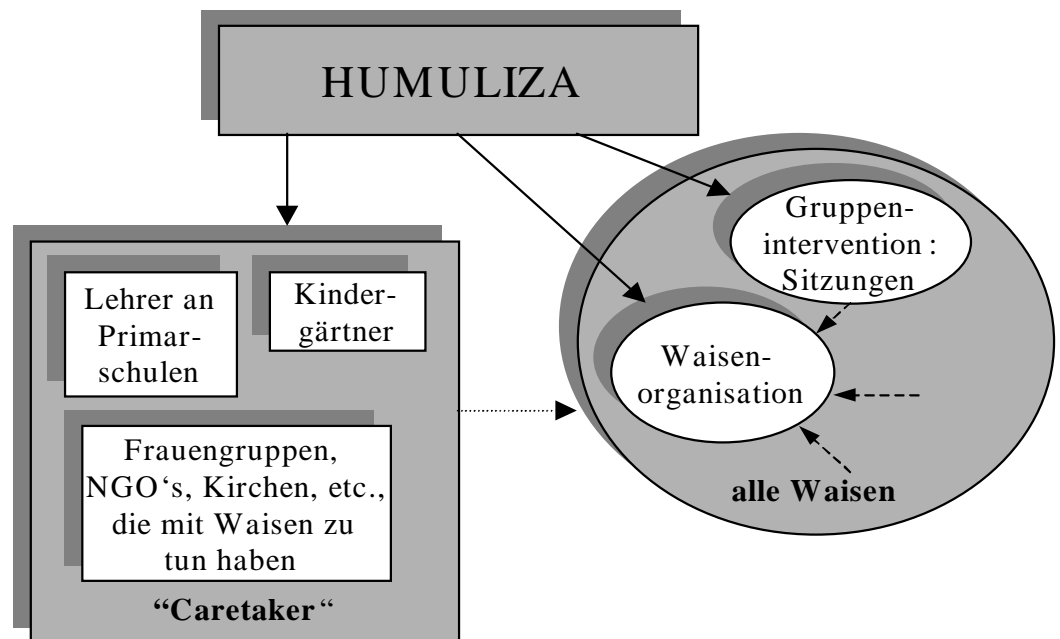 HUMULIZA
Lehrer an
Primar-
schulen
Kinder-
gärtner
Frauengruppen,
NGO‘s, Kirchen, etc.,
die mit Waisen zu
tun haben
“Caretaker“
Gruppen-
intervention :
Sitzungen
Waisen-
organisation
alle Waisen